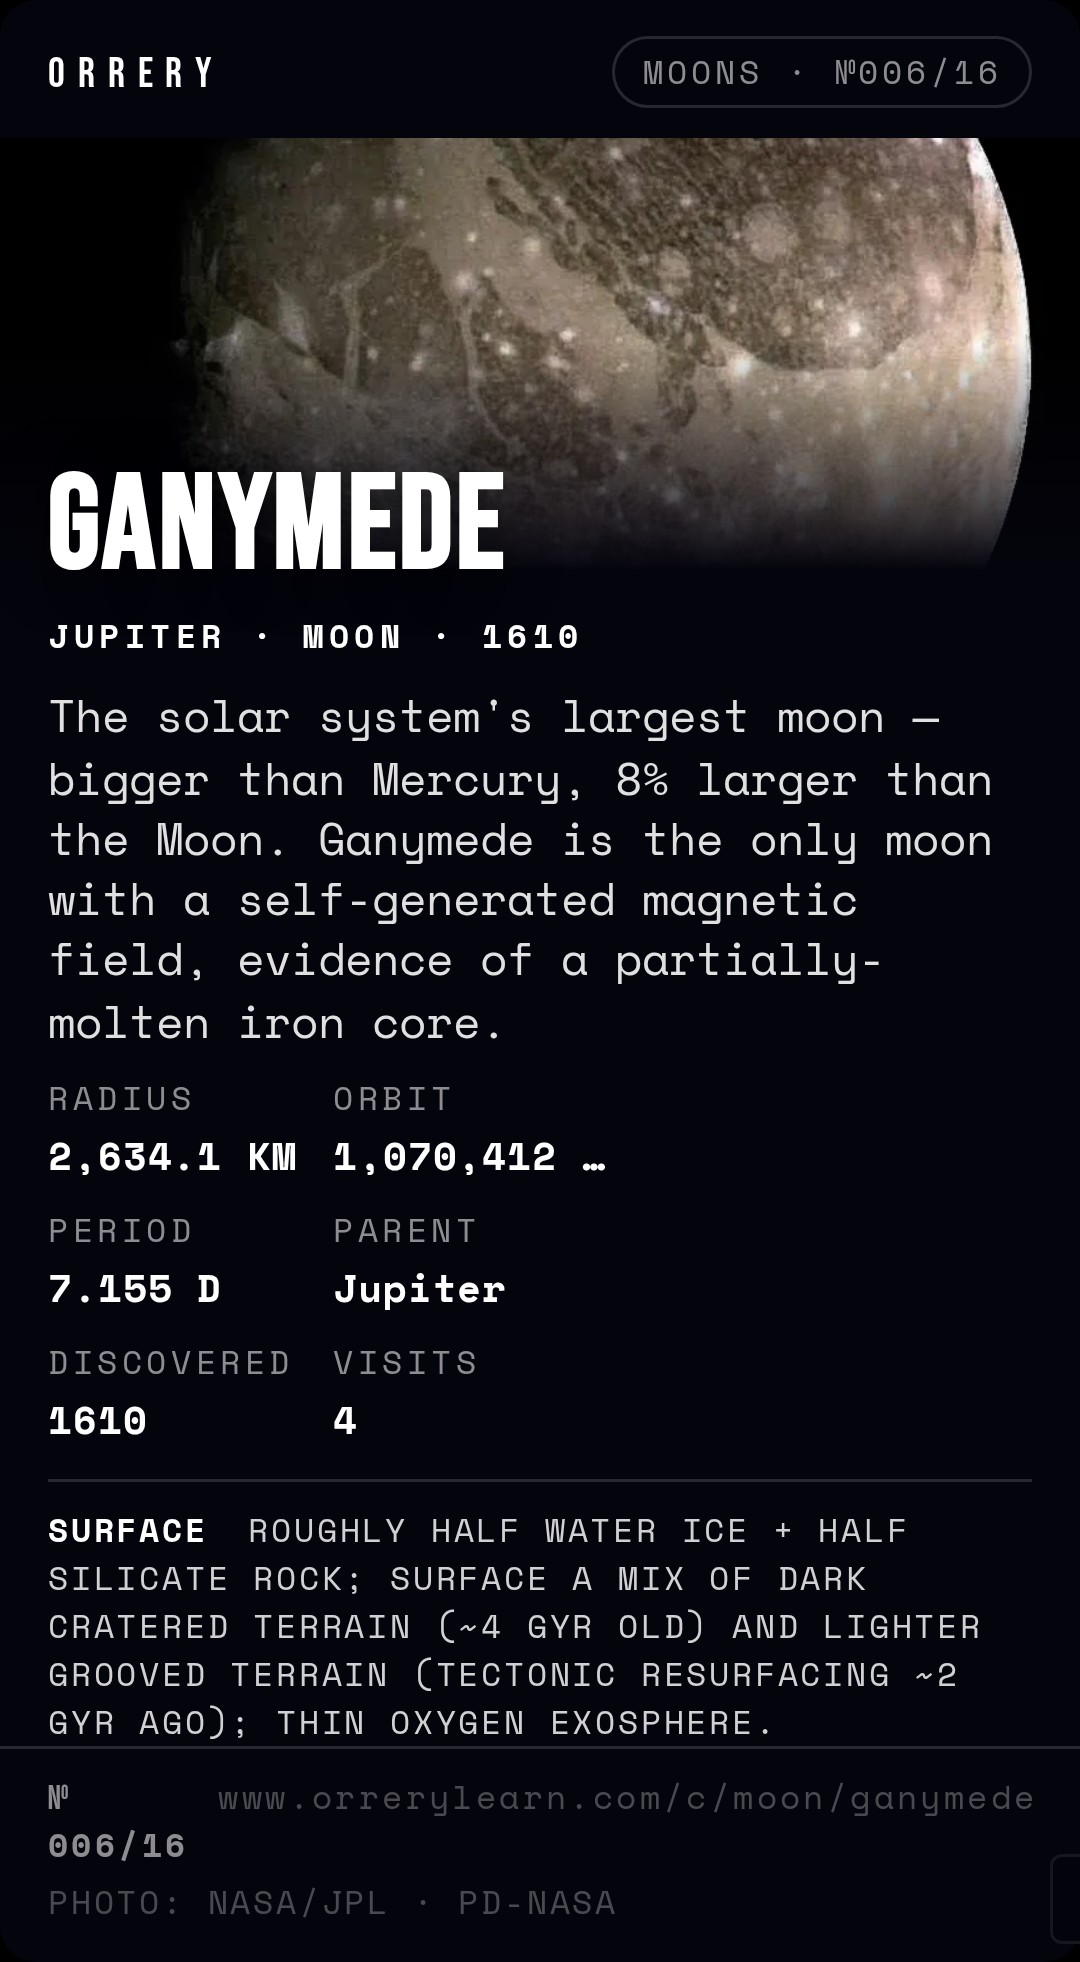 ORRERY
MOONS · №006/16
GANYMEDE
JUPITER · MOON · 1610
The solar system's largest moon —
bigger than Mercury, 8% larger than
the Moon. Ganymede is the only moon
with a self-generated magnetic
field, evidence of a partially-
molten iron core.
RADIUS ORBIT
2,634.1 KM 1,070,412 …
PERIOD PARENT
7.155 D Jupiter
DISCOVERED VISITS
1610 4
SURFACE ROUGHLY HALF WATER ICE + HALF
SILICATE ROCK; SURFACE A MIX OF DARK
CRATERED TERRAIN (~4 GYR OLD) AND LIGHTER
GROOVED TERRAIN (TECTONIC RESURFACING ~2
GYR AGO); THIN OXYGEN EXOSPHERE.
№ www.orrerylearn.com/c/moon/ganymede
006/16
PHOTO: NASA/JPL · PD-NASA